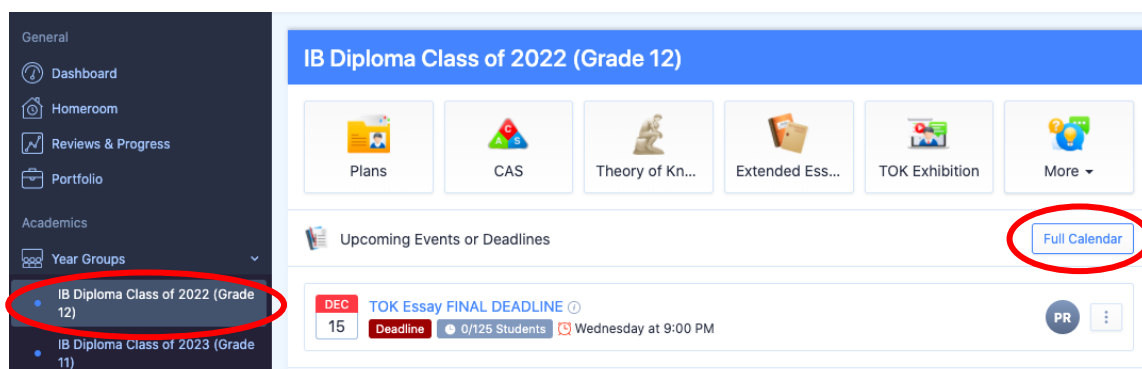 General
Dashboard
Homeroom
Reviews & Progress
Portfolio
Academics
Year Groups
IB Diploma Class of 2022 (Grade
12)
IB Diploma Class of 2023 (Grade
11)
IB Diploma Class of 2022 (Grade 12)
Plans
CAS
Theory of Kn...
Extended Ess...
TOK Exhibition
More
Upcoming Events or Deadlines
Full Calendar
DEC
15
TOK Essay FINAL DEADLINE
Deadline 0/125 Students Wednesday at 9:00 PM
PR